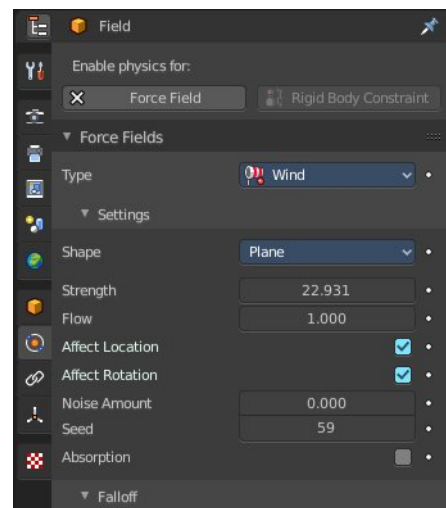 Field
Enable physics for:
Force Field Rigid Body Constraint
Force Fields
Type Wind
Settings
Shape Plane
Strength 22.931
Flow 1.000
Affect Location
Affect Rotation
Noise Amount 0.000
Seed 59
Absorption
Falloff